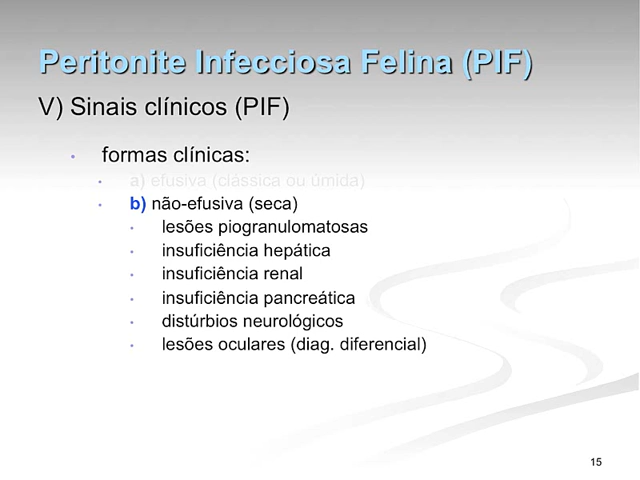 Peritonite Infecciosa Felina (PIF)
V) Sinais clínicos (PIF)
• formas clínicas:
• a) efusiva (clássica ou úmida)
• b) não-efusiva (seca)
• lesões piogranulomatosas
• insuficiência hepática
• insuficiência renal
• insuficiência pancreática
• distúrbios neurológicos
• lesões oculares (diag. diferencial)
15